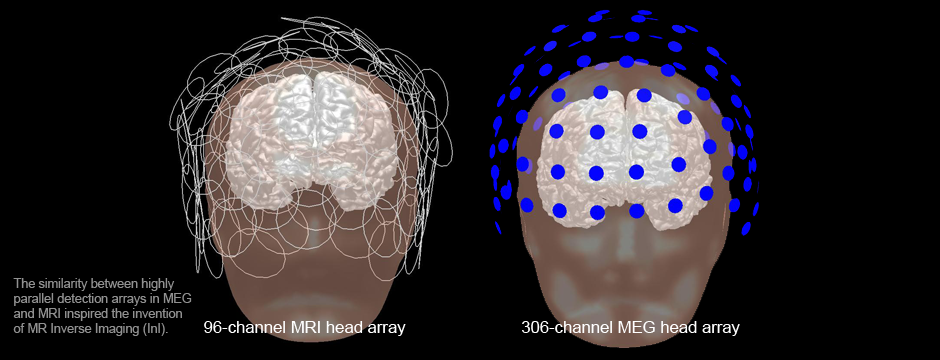 The similarity between highly
parallel detection arrays in MEG
and MRI inspired the invention
of MR Inverse Imaging (InI).
96-channel MRI head array
306-channel MEG head array